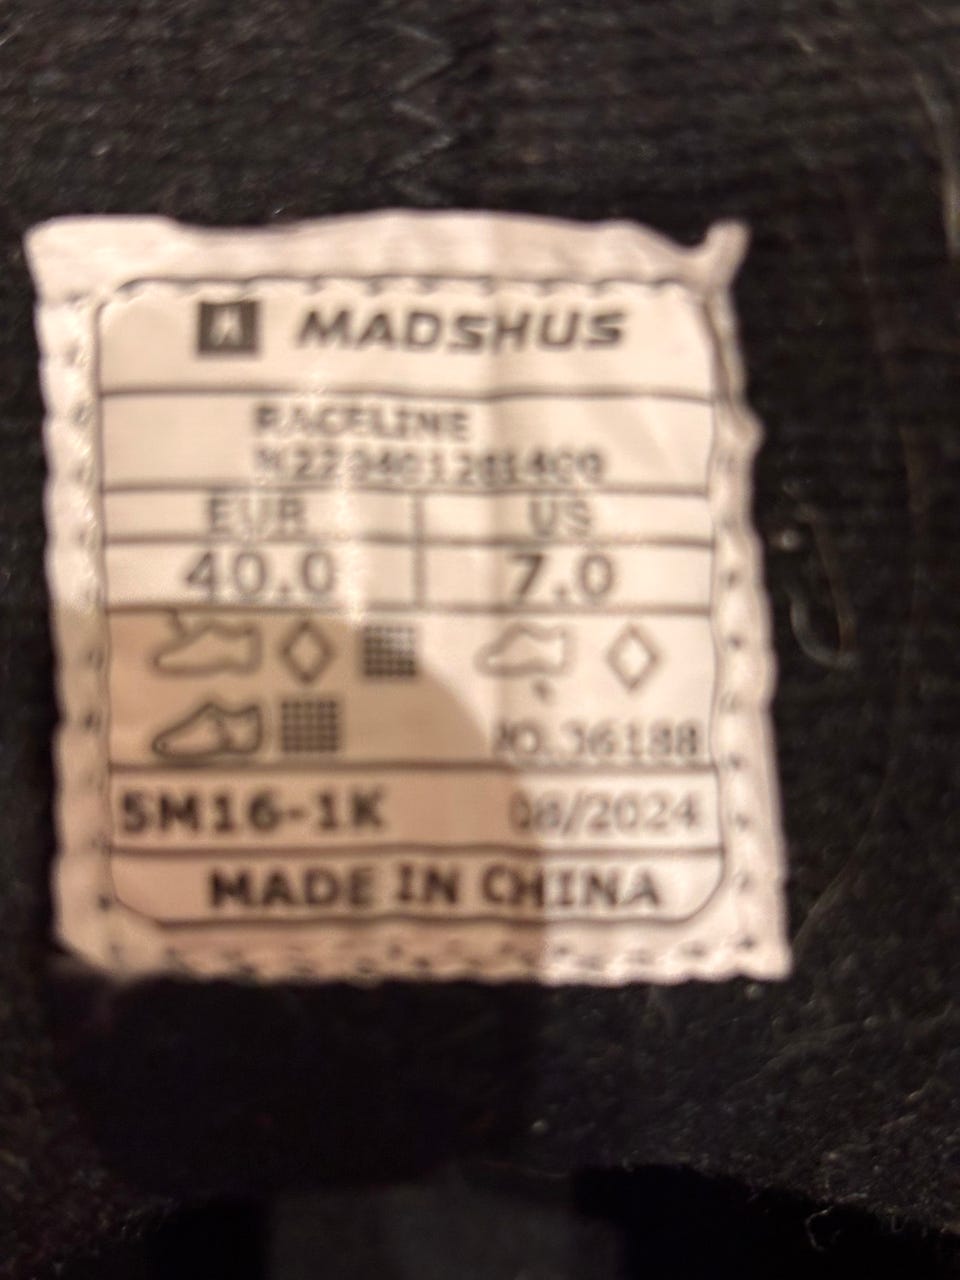 MADSHUS
RACELINE
EUR US
40.0 7.0
5M16-1K 08/2024
MADE IN CHINA